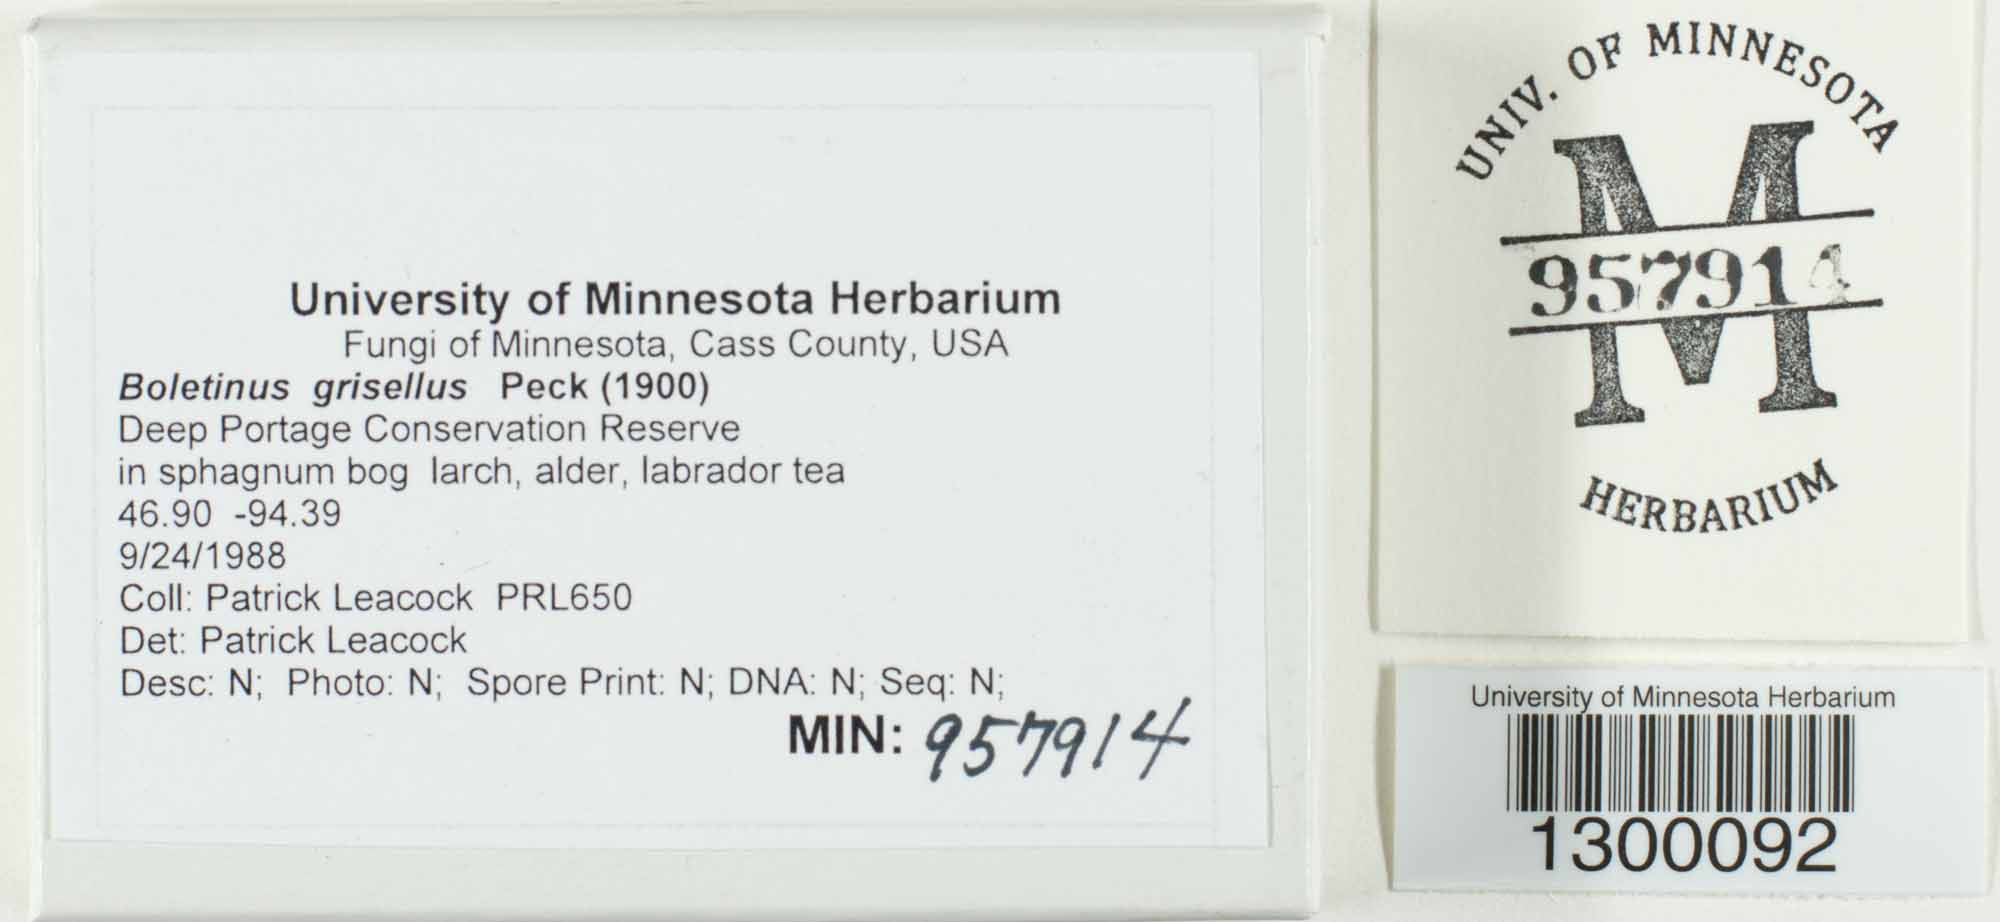 University of Minnesota Herbarium
Fungi of Minnesota, Cass County, USA
Boletinus grisellus Peck (1900)
Deep Portage Conservation Reserve
in sphagnum bog larch, alder, labrador tea
46.90 -94.39
9/24/1988
Coll: Patrick Leacock PRL650
Det: Patrick Leacock
Desc: N; Photo: N; Spore Print: N; DNA: N; Seq: N;
MIN: 957914
UNIV. OF MINNESOTA
M
957914
HERBARIUM
University of Minnesota Herbarium
1300092